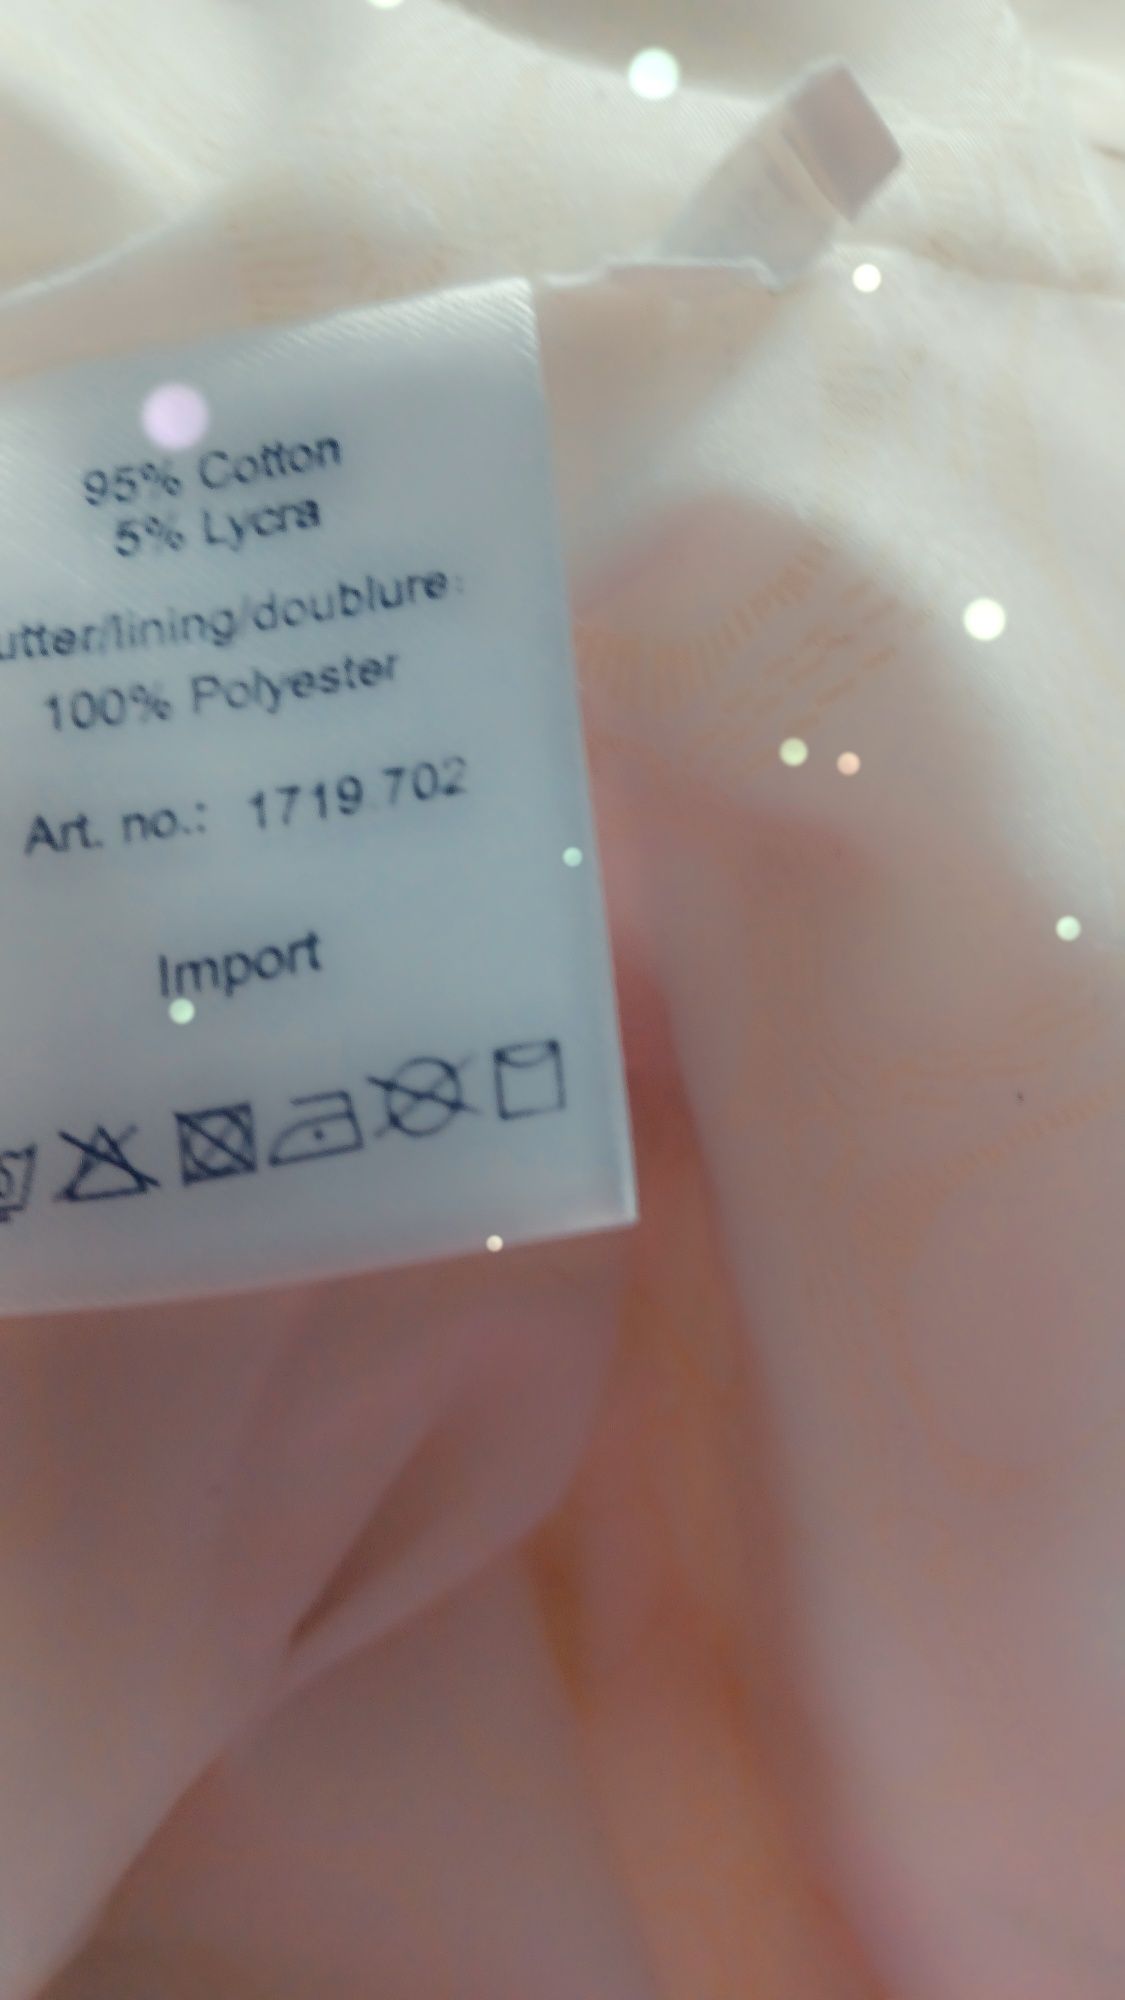 95% Cotton
5% Lycra
utter/lining/doublure:
100% Polyester
Art. no.: 1719.702
Import